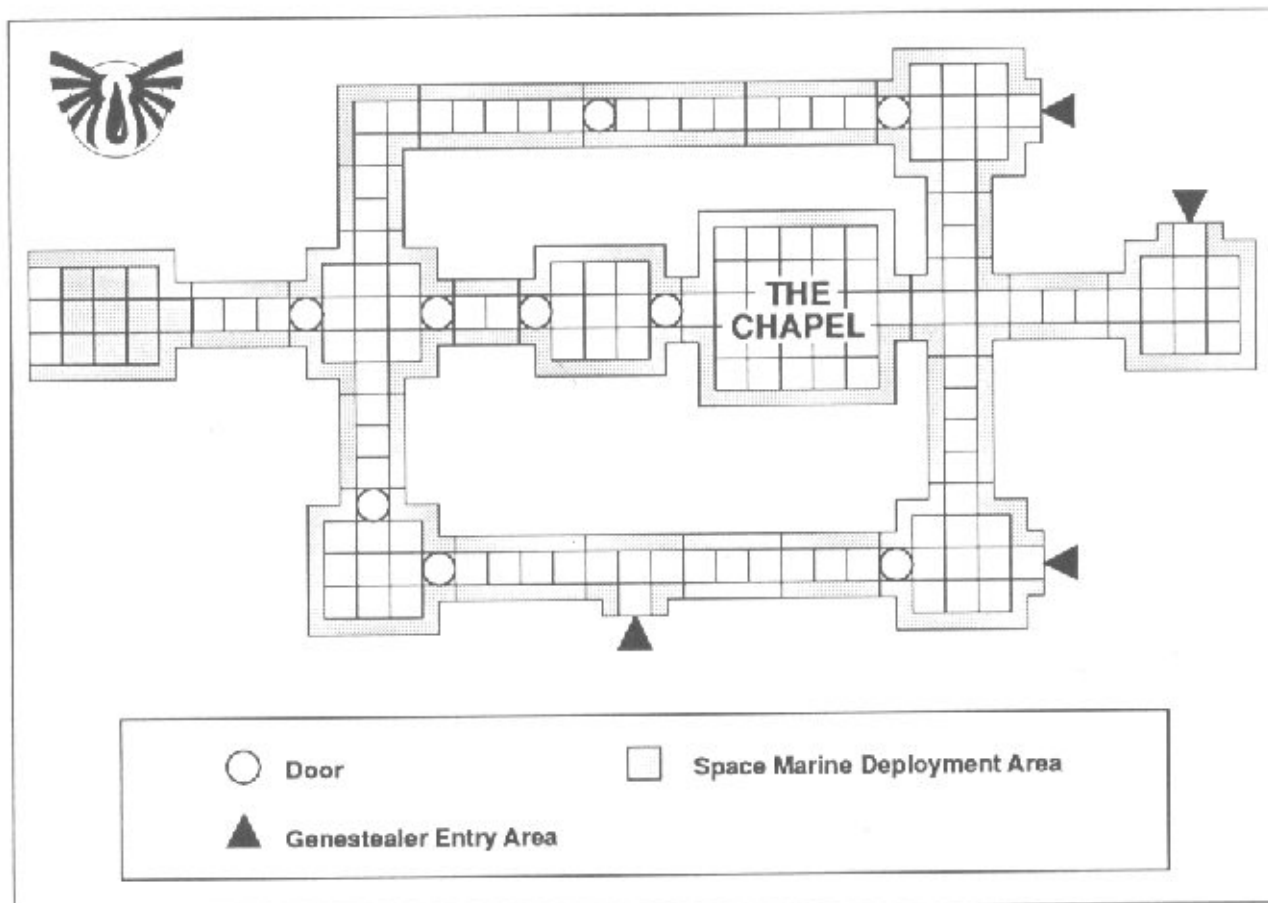 THE
CHAPEL
Door
Space Marine Deployment Area
Genestealer Entry Area